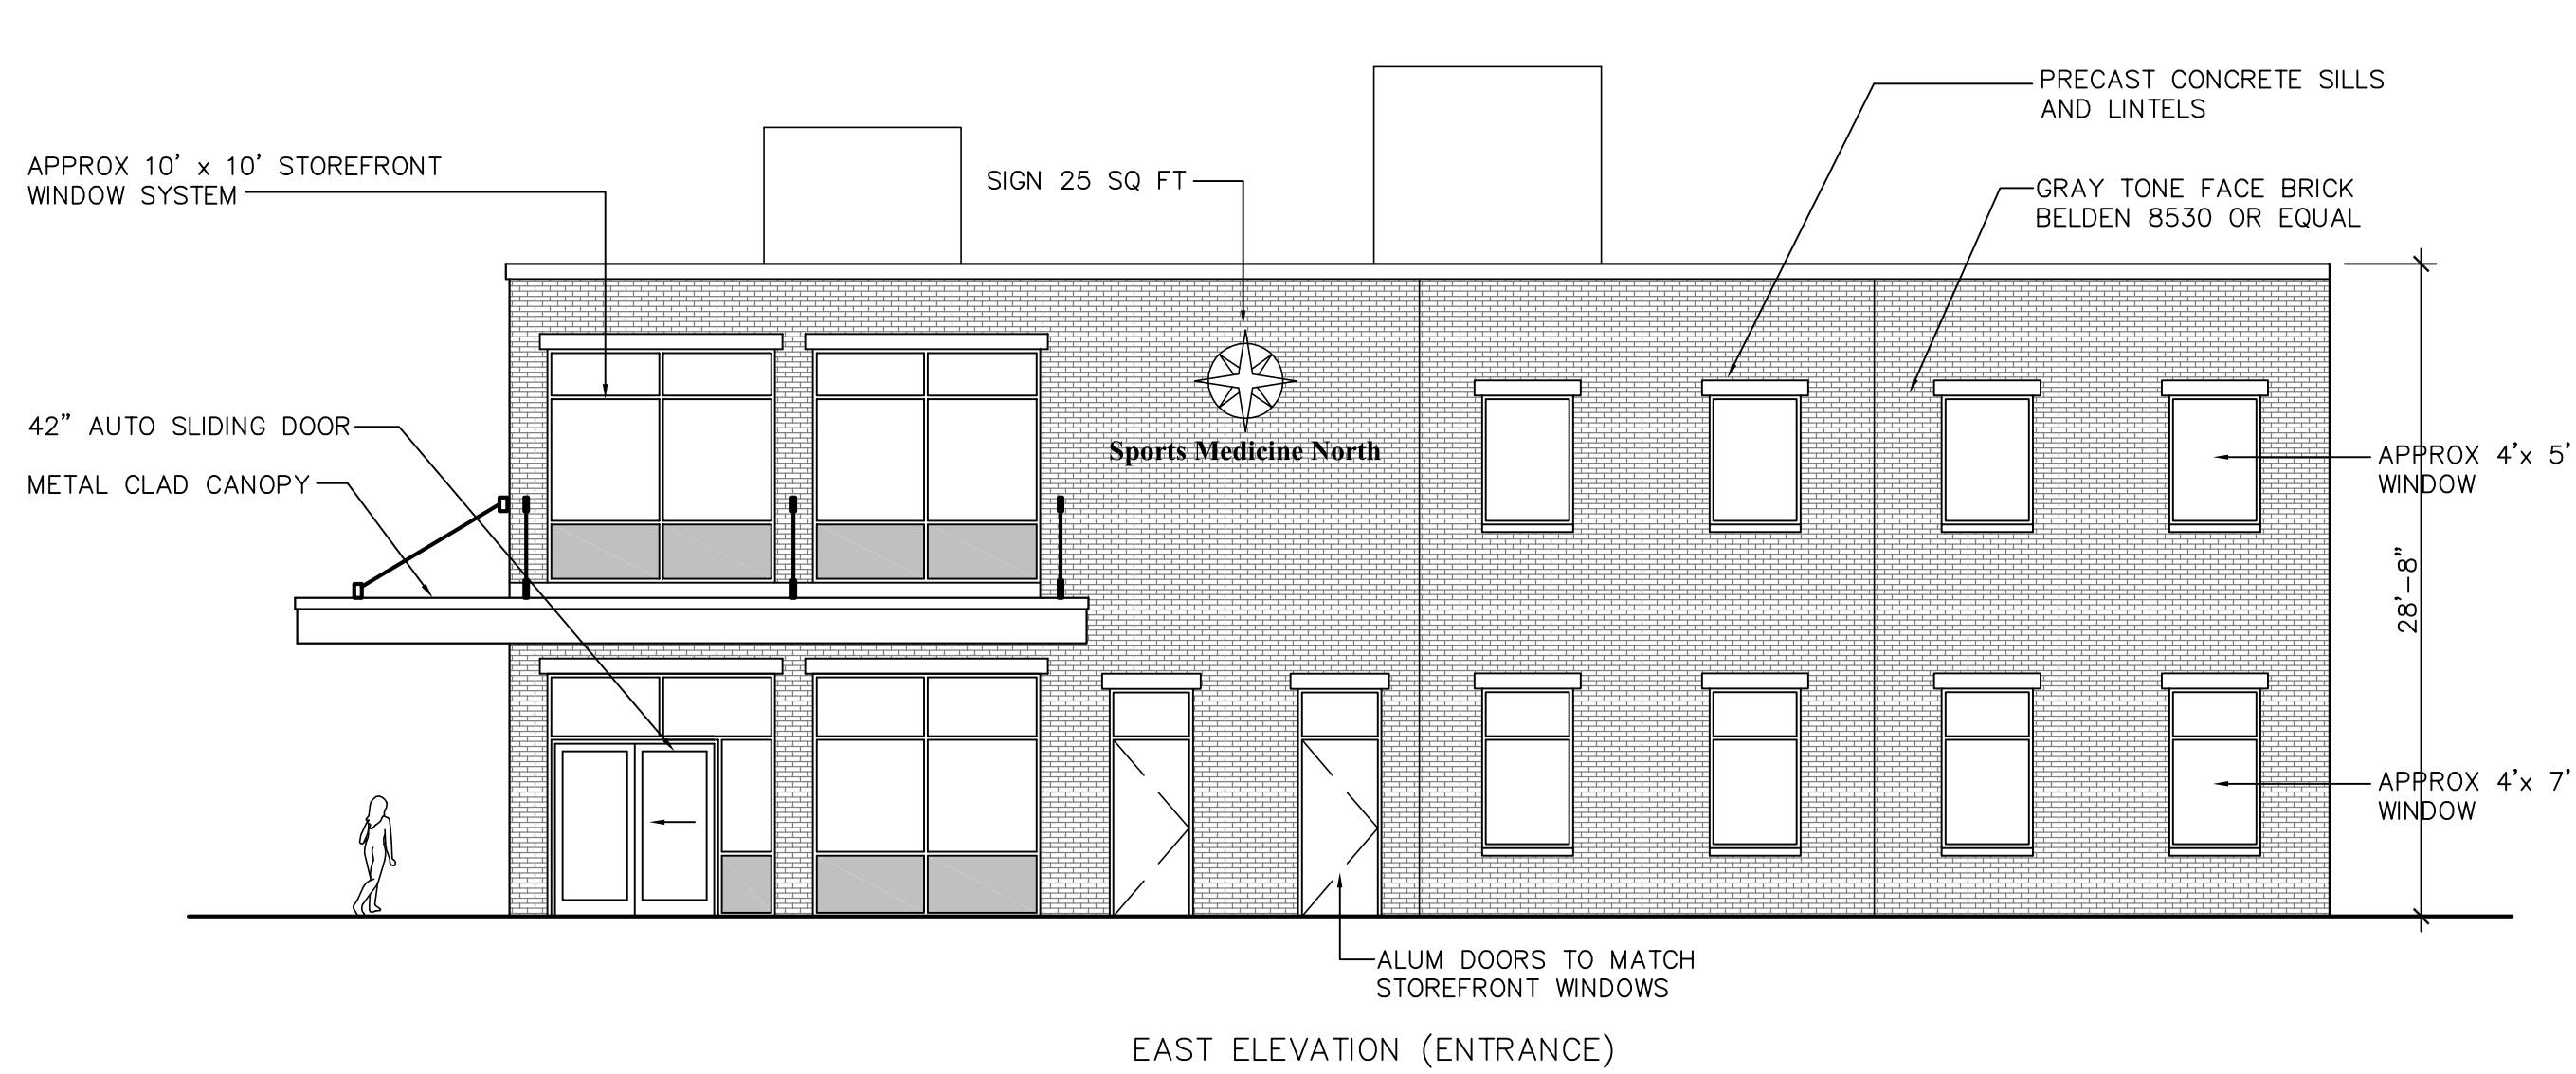 PRECAST CONCRETE SILLS
AND LINTELS
APPROX 10' x 10' STOREFRONT
WINDOW SYSTEM
SIGN 25 SQ FT
GRAY TONE FACE BRICK
BELDEN 8530 OR EQUAL
42" AUTO SLIDING DOOR
Sports Medicine North
APPROX 4'x 5'
WINDOW
METAL CLAD CANOPY
28'-8"
APPROX 4'x 7'
WINDOW
ALUM DOORS TO MATCH
STOREFRONT WINDOWS
EAST ELEVATION (ENTRANCE)